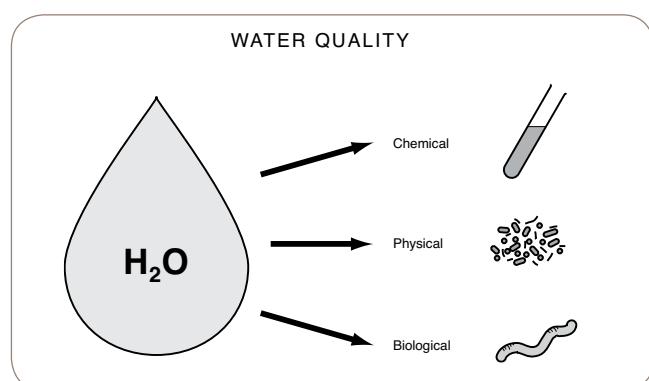 WATER QUALITY
Chemical
H₂O
Physical
Biological